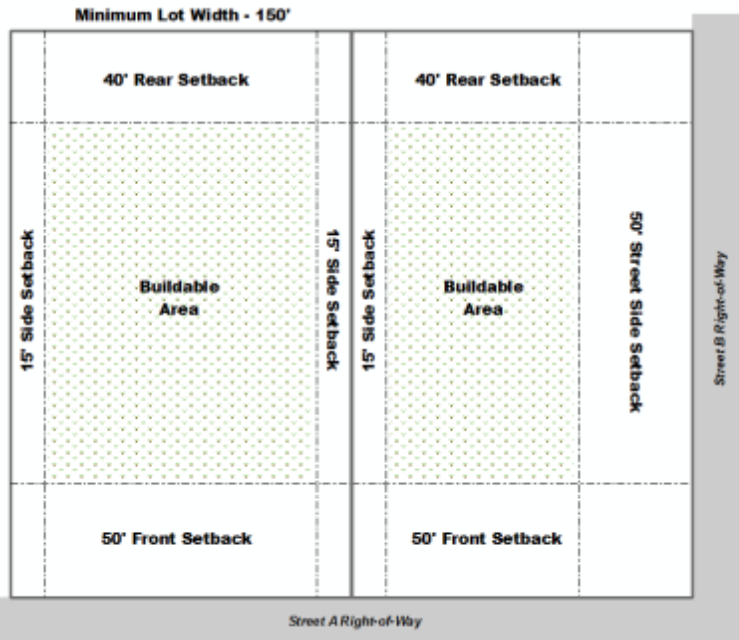 Minimum Lot Width - 150'
40' Rear Setback
40' Rear Setback
15' Side Setback
Buildable
Area
15' Side Setback
15' Side Setback
Buildable
Area
50' Street Side Setback
Street B Right-of-Way
50' Front Setback
50' Front Setback
Street A Right-of-Way